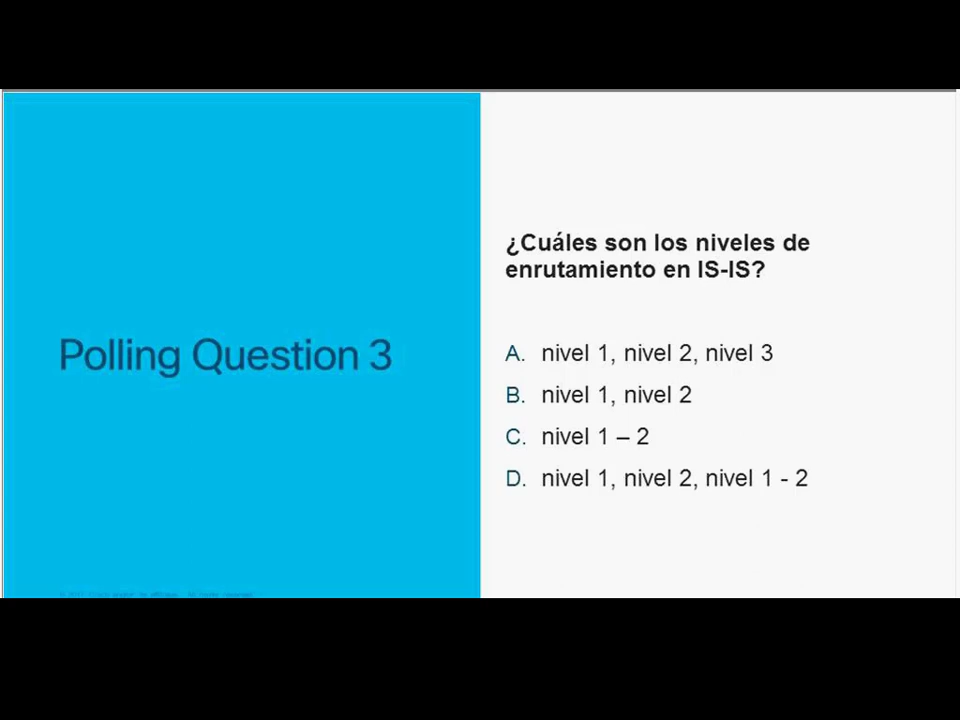 Polling Question 3
¿Cuáles son los niveles de
enrutamiento en IS-IS?
A. nivel 1, nivel 2, nivel 3
B. nivel 1, nivel 2
C. nivel 1 – 2
D. nivel 1, nivel 2, nivel 1 - 2